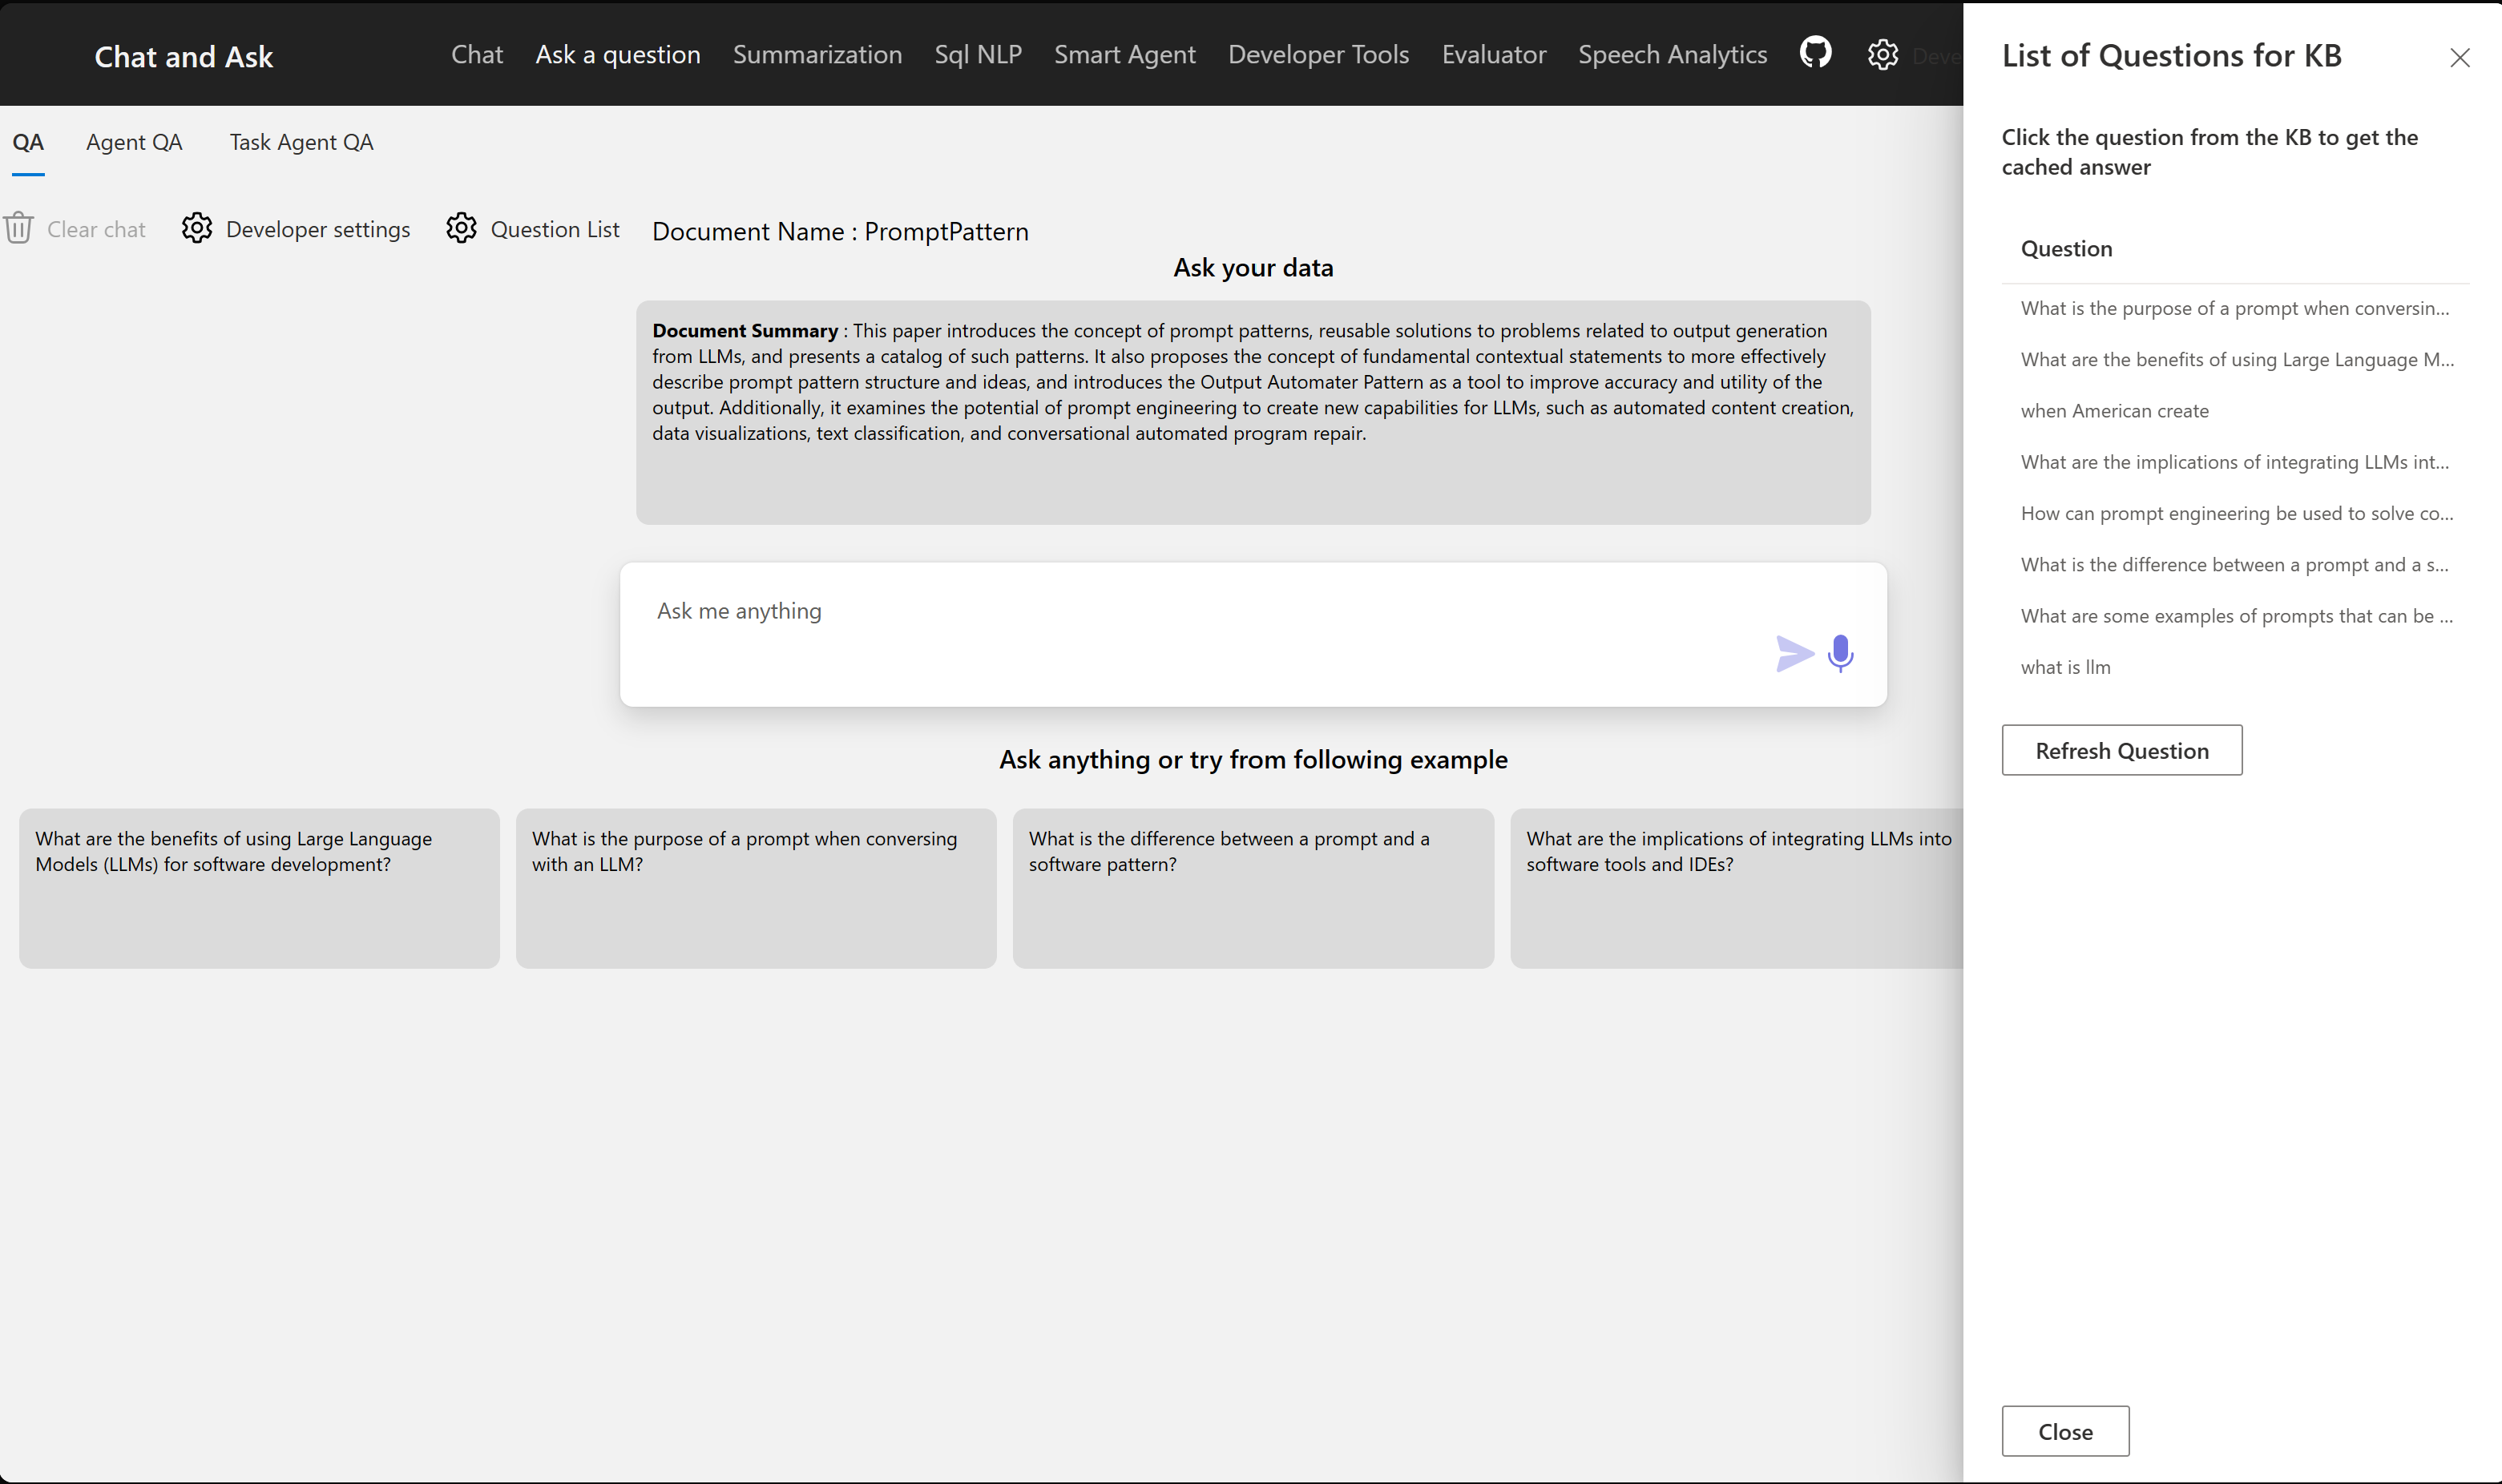 Chat and Ask
Chat
Ask a question
Summarization
Sql NLP
Smart Agent
Developer Tools
Evaluator
Speech Analytics
Deve
QA
Agent QA
Task Agent QA
Clear chat
Developer settings
Question List
Document Name : PromptPattern
Ask your data
Document Summary : This paper introduces the concept of prompt patterns, reusable solutions to problems related to output generation
from LLMs, and presents a catalog of such patterns. It also proposes the concept of fundamental contextual statements to more effectively
describe prompt pattern structure and ideas, and introduces the Output Automater Pattern as a tool to improve accuracy and utility of the
output. Additionally, it examines the potential of prompt engineering to create new capabilities for LLMs, such as automated content creation,
data visualizations, text classification, and conversational automated program repair.
Ask me anything
Ask anything or try from following example
What are the benefits of using Large Language
Models (LLMs) for software development?
What is the purpose of a prompt when conversing
with an LLM?
What is the difference between a prompt and a
software pattern?
What are the implications of integrating LLMs into
software tools and IDEs?
List of Questions for KB
Click the question from the KB to get the
cached answer
Question
What is the purpose of a prompt when conversin...
What are the benefits of using Large Language M...
when American create
What are the implications of integrating LLMs int...
How can prompt engineering be used to solve co...
What is the difference between a prompt and a s...
What are some examples of prompts that can be ...
what is llm
Refresh Question
Close